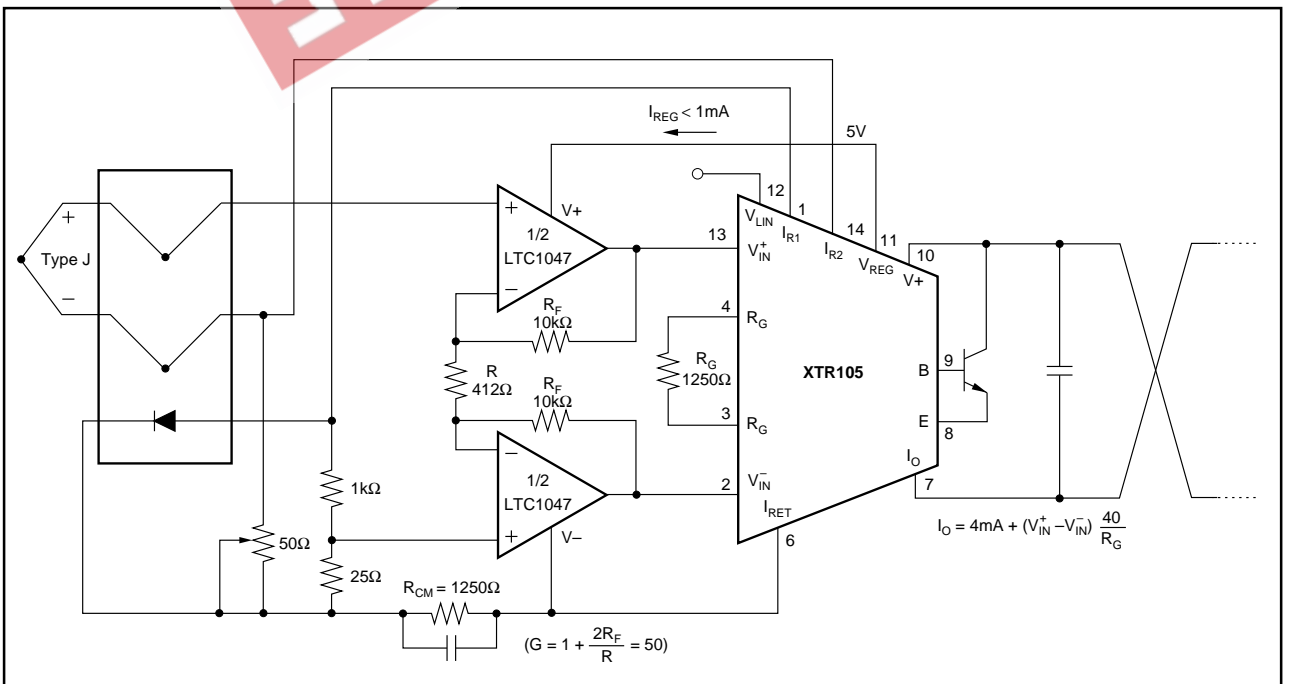 I_REG < 1mA
5V
12
1
14
11
10
V_LIN
I_R1
I_R2
V_REG
V+
+
Type J
−
+
1/2
LTC1047
−
V+
13
V_IN^+
R_F
10kΩ
4
R_G
R
412Ω
R_G
1250Ω
XTR105
B
9
R_F
10kΩ
3
R_G
E
8
−
1/2
LTC1047
+
V−
2
V_IN^−
I_RET
6
I_O
7
1kΩ
50Ω
25Ω
R_CM = 1250Ω
I_O = 4mA + (V_IN^+ − V_IN^−) 40/R_G
(G = 1 + 2R_F/R = 50)